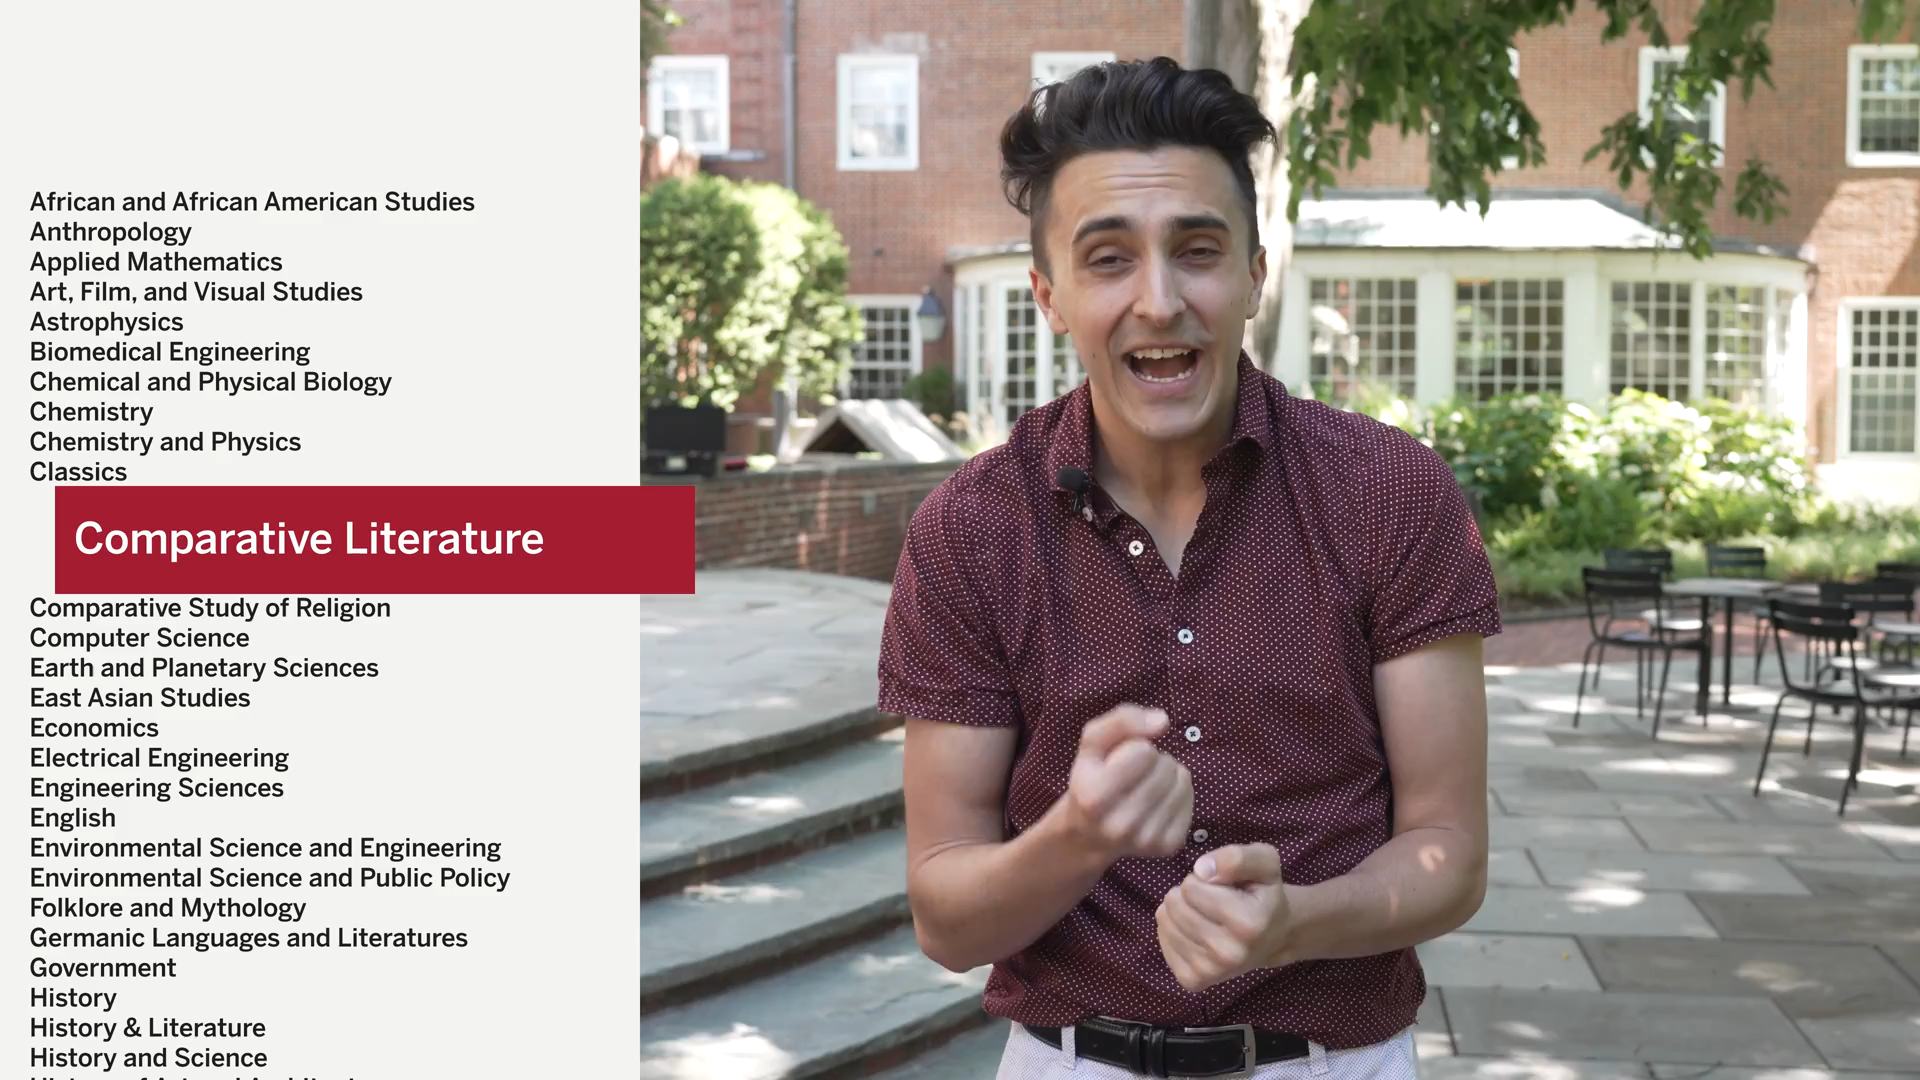 African and African American Studies
Anthropology
Applied Mathematics
Art, Film, and Visual Studies
Astrophysics
Biomedical Engineering
Chemical and Physical Biology
Chemistry
Chemistry and Physics
Classics
Comparative Literature
Comparative Study of Religion
Computer Science
Earth and Planetary Sciences
East Asian Studies
Economics
Electrical Engineering
Engineering Sciences
English
Environmental Science and Engineering
Environmental Science and Public Policy
Folklore and Mythology
Germanic Languages and Literatures
Government
History
History & Literature
History and Science